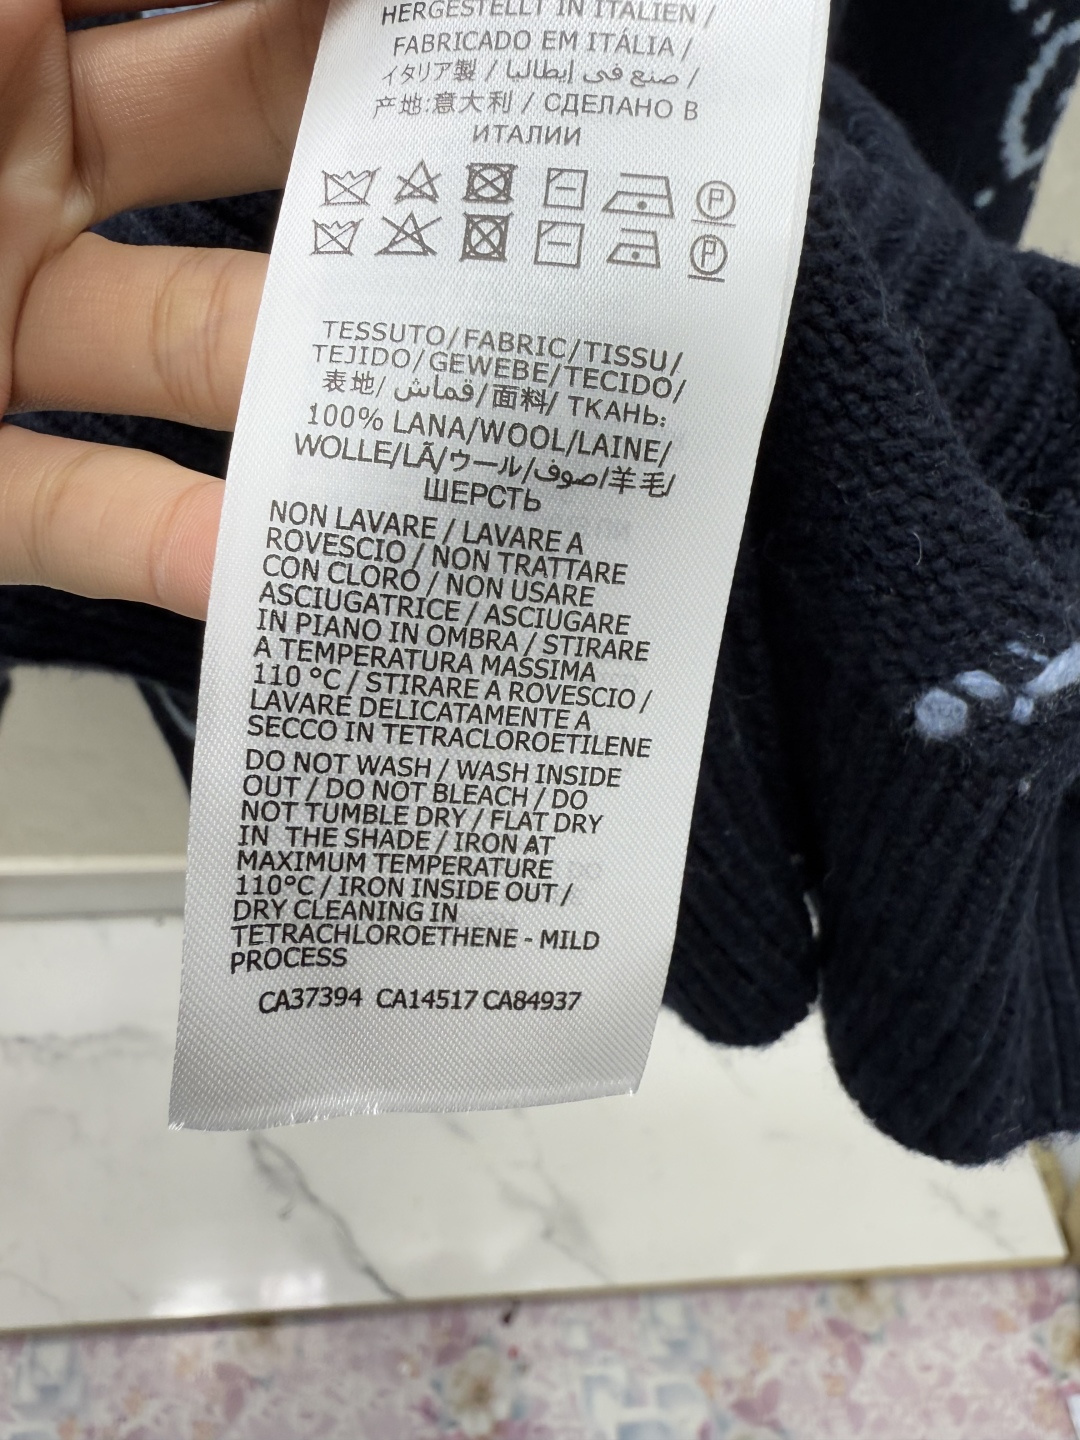 HERGESTELLT IN ITALIEN /
FABRICADO EM ITÁLIA /
イタリア製 / صنع في إيطاليا /
产地:意大利 / СДЕЛАНО В
ИТАЛИИ
P
P
TESSUTO/FABRIC/TISSU/
TEJIDO/GEWEBE/TECIDO/
表地/ قماش/面料/ ТКАНЬ:
100% LANA/WOOL/LAINE/
WOLLE/LÃ/ウール/صوف/羊毛/
ШЕРСТЬ
NON LAVARE / LAVARE A
ROVESCIO / NON TRATTARE
CON CLORO / NON USARE
ASCIUGATRICE / ASCIUGARE
IN PIANO IN OMBRA / STIRARE
A TEMPERATURA MASSIMA
110 °C / STIRARE A ROVESCIO /
LAVARE DELICATAMENTE A
SECCO IN TETRACLOROETILENE
DO NOT WASH / WASH INSIDE
OUT / DO NOT BLEACH / DO
NOT TUMBLE DRY / FLAT DRY
IN THE SHADE / IRON AT
MAXIMUM TEMPERATURE
110°C / IRON INSIDE OUT /
DRY CLEANING IN
TETRACHLOROETHENE - MILD
PROCESS
CA37394 CA14517 CA84937